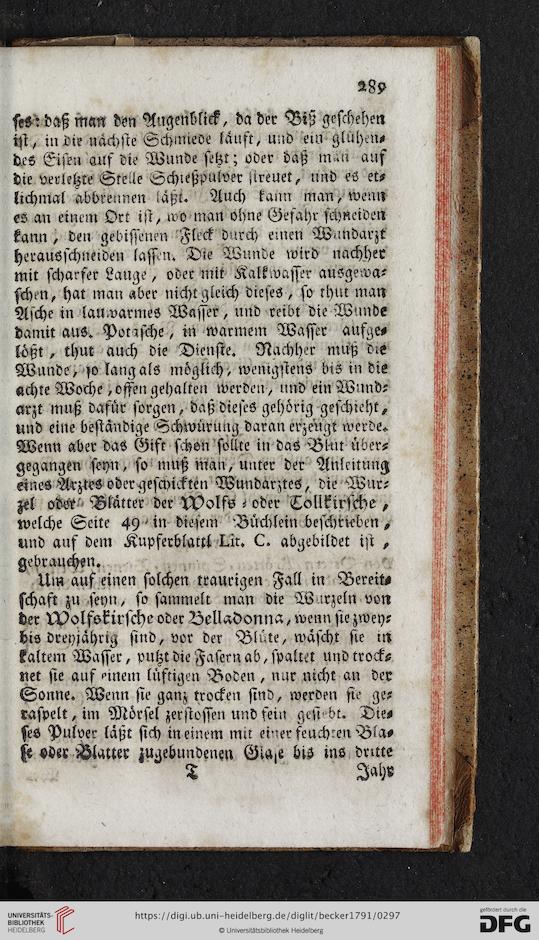 289
ses: daß man den Augenblick, da der Biß geschehen
ist, in die nächste Schmiede läuft, und ein glühen⸗
des Eisen auf die Wunde setzt; oder daß man auf
die verletzte Stelle Schießpulver streuet, und es et⸗
lichmal abbrennen läßt. Auch kann man, wenn
es an einem Ort ist, wo man ohne Gefahr schneiden
kann, den gebissenen Fleck durch einen Wundarzt
herausschneiden lassen. Die Wunde wird nachher
mit scharfer Lauge, oder mit Kalkwasser ausgewa⸗
schen, hat man aber nicht gleich dieses, so thut man
Asche in lauwarmes Wasser, und reibt die Wunde
damit aus. Potasche, in warmem Wasser aufge⸗
lößt, thut auch die Dienste. Nachher muß die
Wunde, so lang als möglich, wenigstens bis in die
achte Woche, offen gehalten werden, und ein Wund⸗
arzt muß dafür sorgen, daß dieses gehörig geschieht,
und eine beständige Schwürung daran erzeugt werde.
Wenn aber das Gift schon sollte in das Blut über⸗
gegangen seyn, so muß man, unter der Anleitung
eines Arztes oder geschickten Wundarztes, die Wur⸗
zel oder Blätter der Wolfs⸗ oder Tollkirsche,
welche Seite 49 in diesem Büchlein beschrieben,
und auf dem Kupferblattl Lit. C. abgebildet ist,
gebrauchen.
Um auf einen solchen traurigen Fall in Bereit⸗
schaft zu seyn, so sammelt man die Wurzeln von
der Wolfskirsche oder Belladonna, wenn sie zwey⸗
bis dreyjährig sind, vor der Blüte, wäscht sie in
kaltem Wasser, putzt die Fasern ab, spaltet und trock⸗
net sie auf einem lüftigen Boden, nur nicht an der
Sonne. Wenn sie ganz trocken sind, werden sie ge⸗
raspelt, im Mörsel zerstossen und fein gesiebt. Die⸗
ses Pulver läßt sich in einem mit einer feuchten Bla⸗
se oder Blatter zugebundenen Glase bis ins dritte
T Jahr
UNIVERSITÄTS-
BIBLIOTHEK
HEIDELBERG
https://digi.ub.uni-heidelberg.de/diglit/becker1791/0297
© Universitätsbibliothek Heidelberg
gefördert durch die
DFG